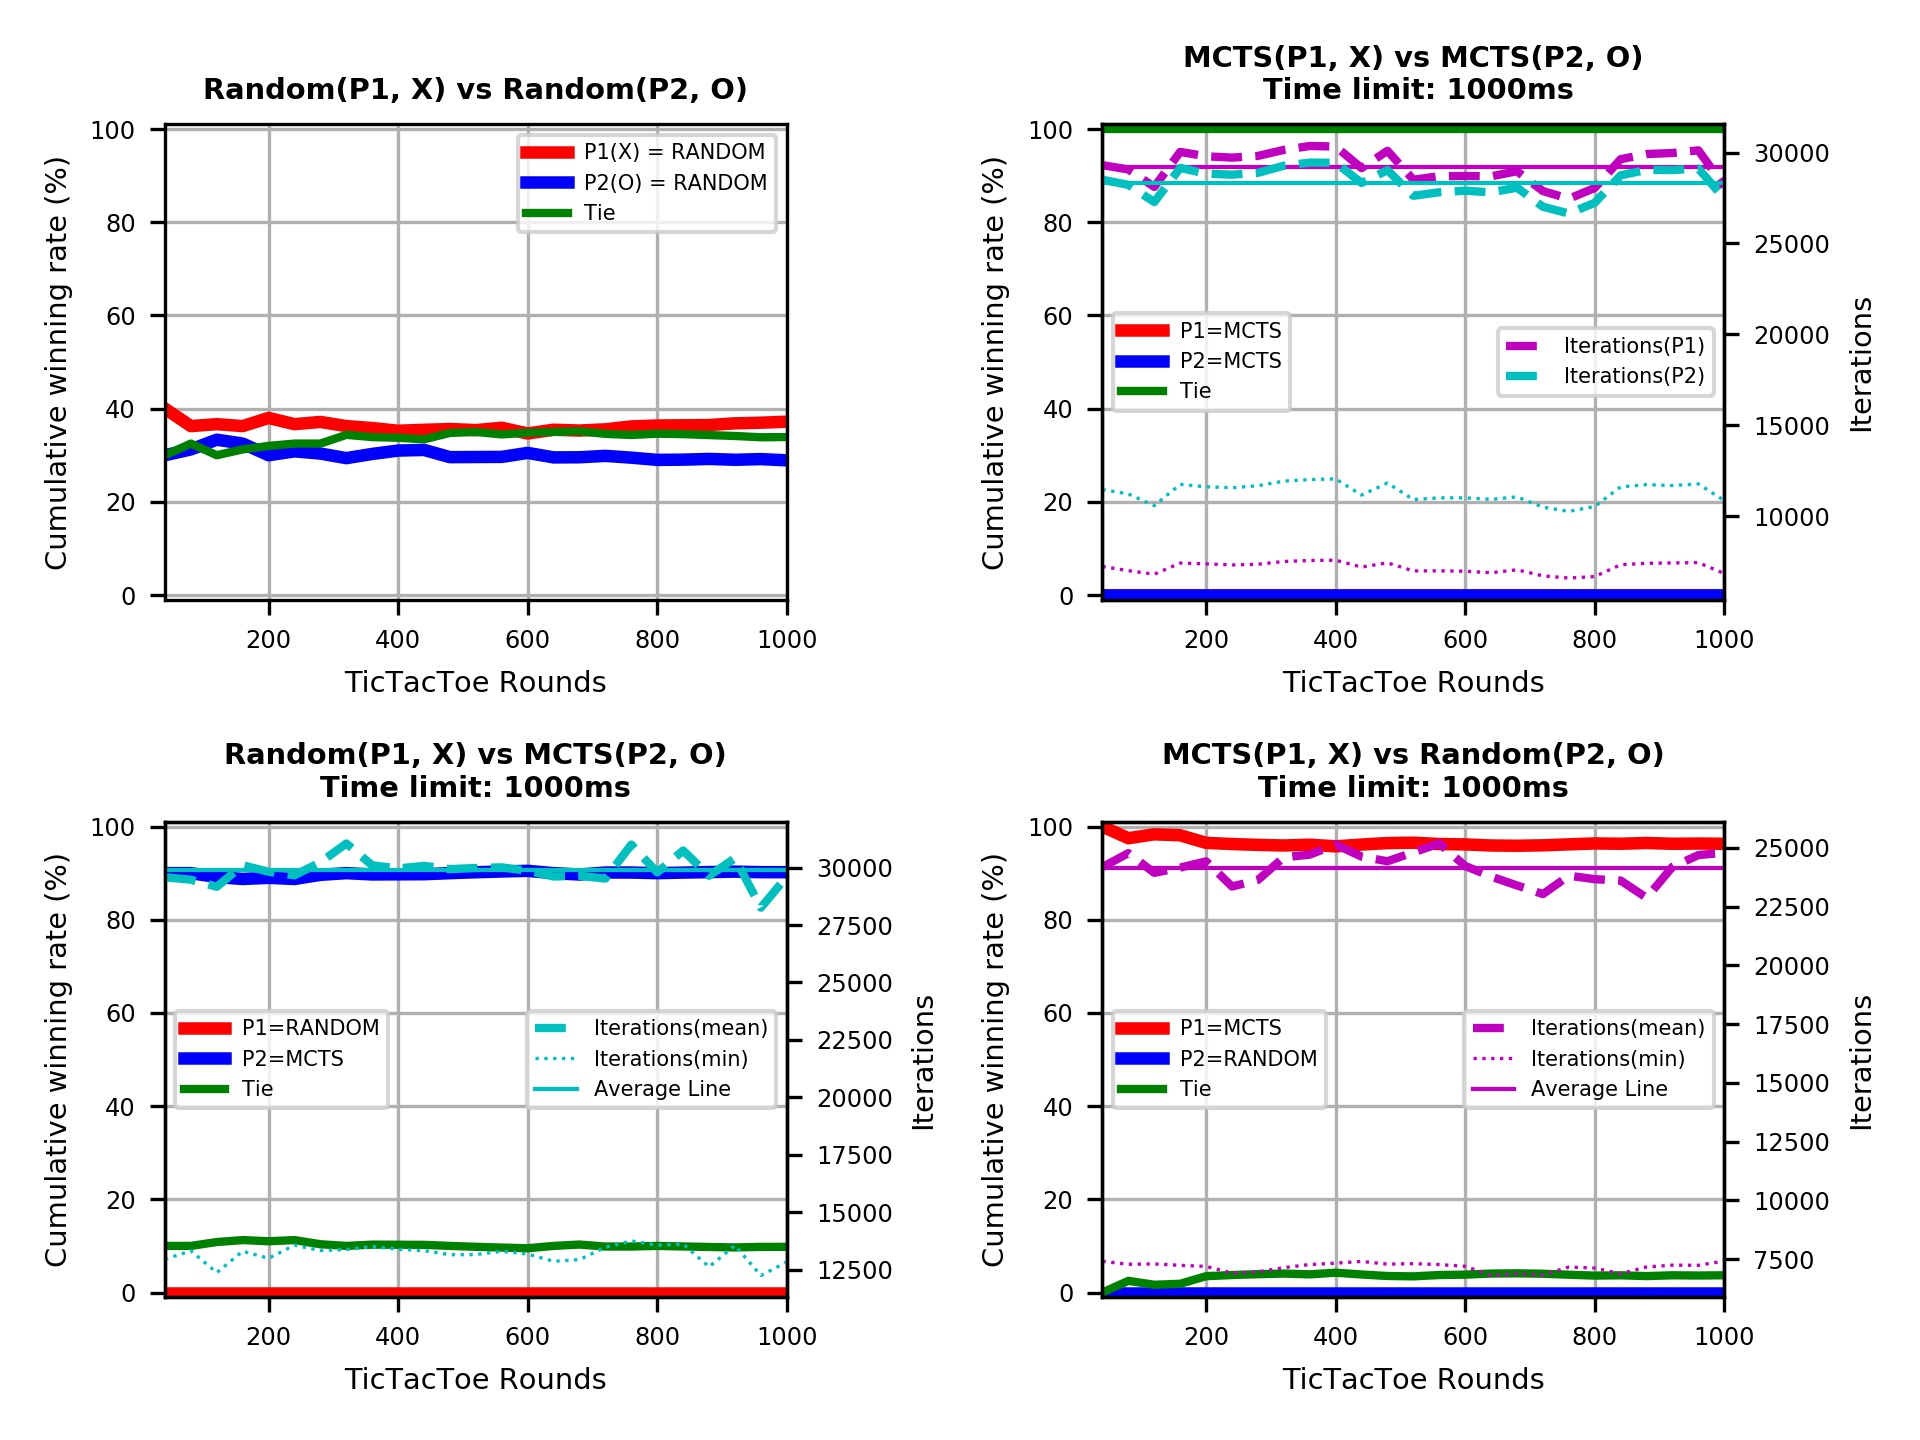 Random(P1, X) vs Random(P2, O)
100
80
60
40
20
0
Cumulative winning rate (%)
P1(X) = RANDOM
P2(O) = RANDOM
Tie
200 400 600 800 1000
TicTacToe Rounds
MCTS(P1, X) vs MCTS(P2, O)
Time limit: 1000ms
100
80
60
40
20
0
Cumulative winning rate (%)
P1=MCTS
P2=MCTS
Tie
Iterations(P1)
Iterations(P2)
30000
25000
20000
15000
10000
Iterations
200 400 600 800 1000
TicTacToe Rounds
Random(P1, X) vs MCTS(P2, O)
Time limit: 1000ms
100
80
60
40
20
0
Cumulative winning rate (%)
P1=RANDOM
P2=MCTS
Tie
Iterations(mean)
Iterations(min)
Average Line
30000
27500
25000
22500
20000
17500
15000
12500
Iterations
200 400 600 800 1000
TicTacToe Rounds
MCTS(P1, X) vs Random(P2, O)
Time limit: 1000ms
100
80
60
40
20
0
Cumulative winning rate (%)
P1=MCTS
P2=RANDOM
Tie
Iterations(mean)
Iterations(min)
Average Line
25000
22500
20000
17500
15000
12500
10000
7500
Iterations
200 400 600 800 1000
TicTacToe Rounds